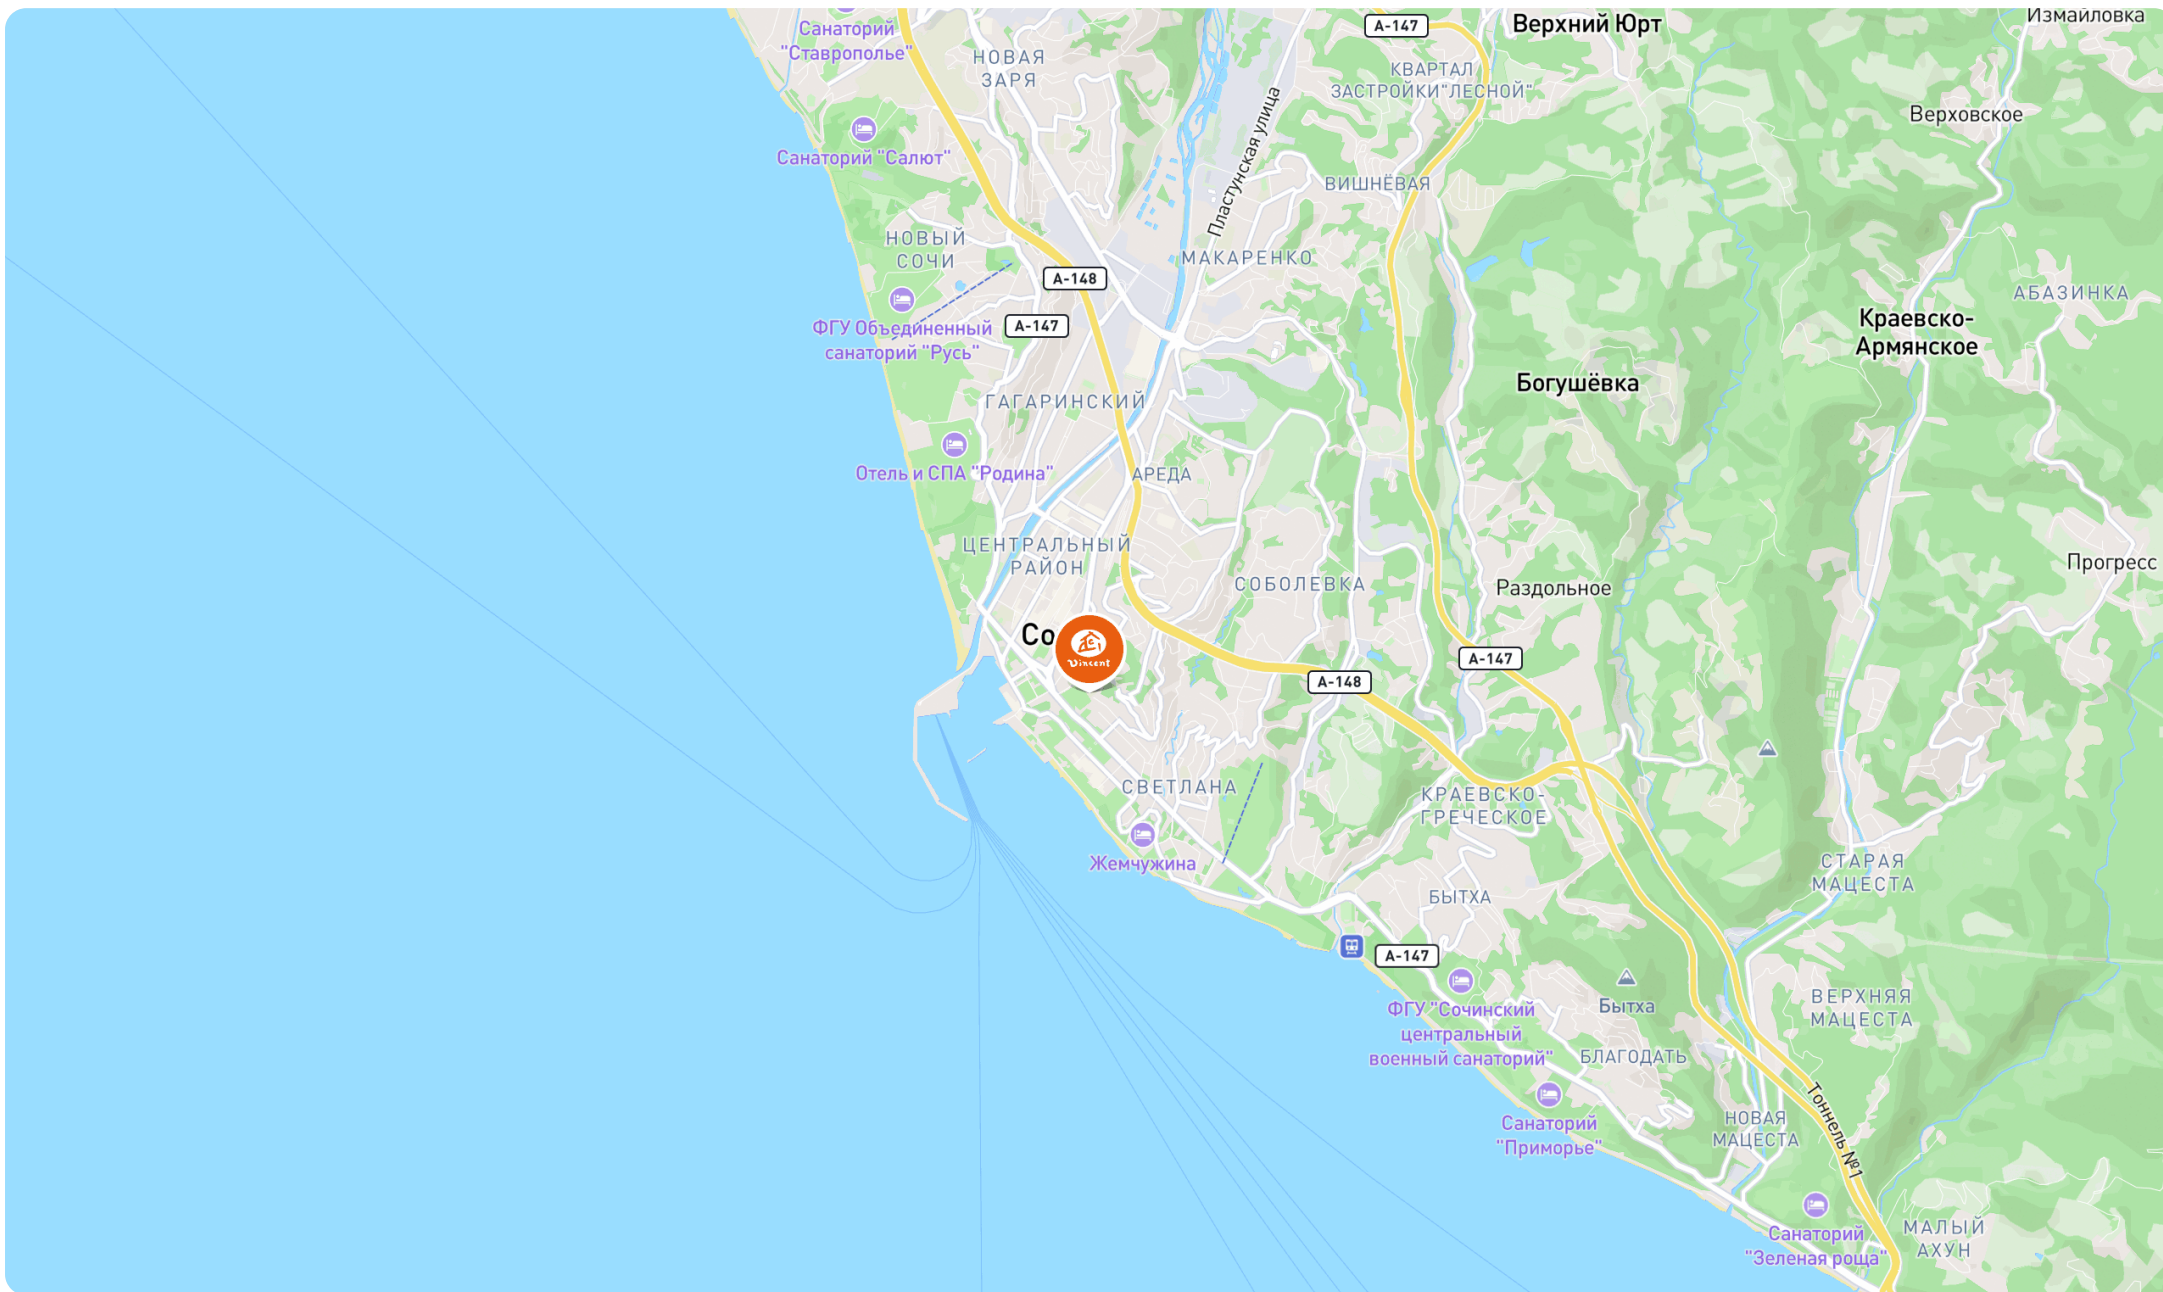 Санаторий
"Ставрополье"
НОВАЯ
ЗАРЯ
А-147
Верхний Юрт
Измайловка
КВАРТАЛ
ЗАСТРОЙКИ"ЛЕСНОЙ"
Верховское
Санаторий "Салют"
Пластунская улица
ВИШНЁВАЯ
НОВЫЙ
СОЧИ
МАКАРЕНКО
А-148
АБАЗИНКА
ФГУ Объединенный
санаторий "Русь"
А-147
Краевско-
Армянское
Богушёвка
ГАГАРИНСКИЙ
Отель и СПА "Родина"
АРЕДА
ЦЕНТРАЛЬНЫЙ
РАЙОН
СОБОЛЕВКА
Раздольное
Прогресс
Со
Vincent
А-147
А-148
СВЕТЛАНА
КРАЕВСКО-
ГРЕЧЕСКОЕ
Жемчужина
СТАРАЯ
МАЦЕСТА
БЫТХА
А-147
ФГУ "Сочинский
центральный
военный санаторий"
Бытха
ВЕРХНЯЯ
МАЦЕСТА
БЛАГОДАТЬ
Санаторий
"Приморье"
НОВАЯ
МАЦЕСТА
Тоннель №1
Санаторий
"Зеленая роща"
МАЛЫЙ
АХУН